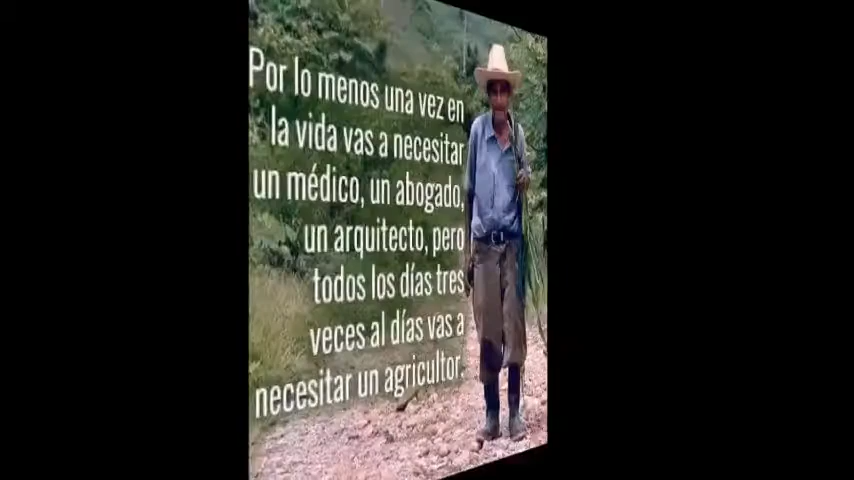 Por lo menos una vez en
la vida vas a necesitar
un médico, un abogado,
un arquitecto, pero
todos los días tres
veces al días vas a
necesitar un agricultor.